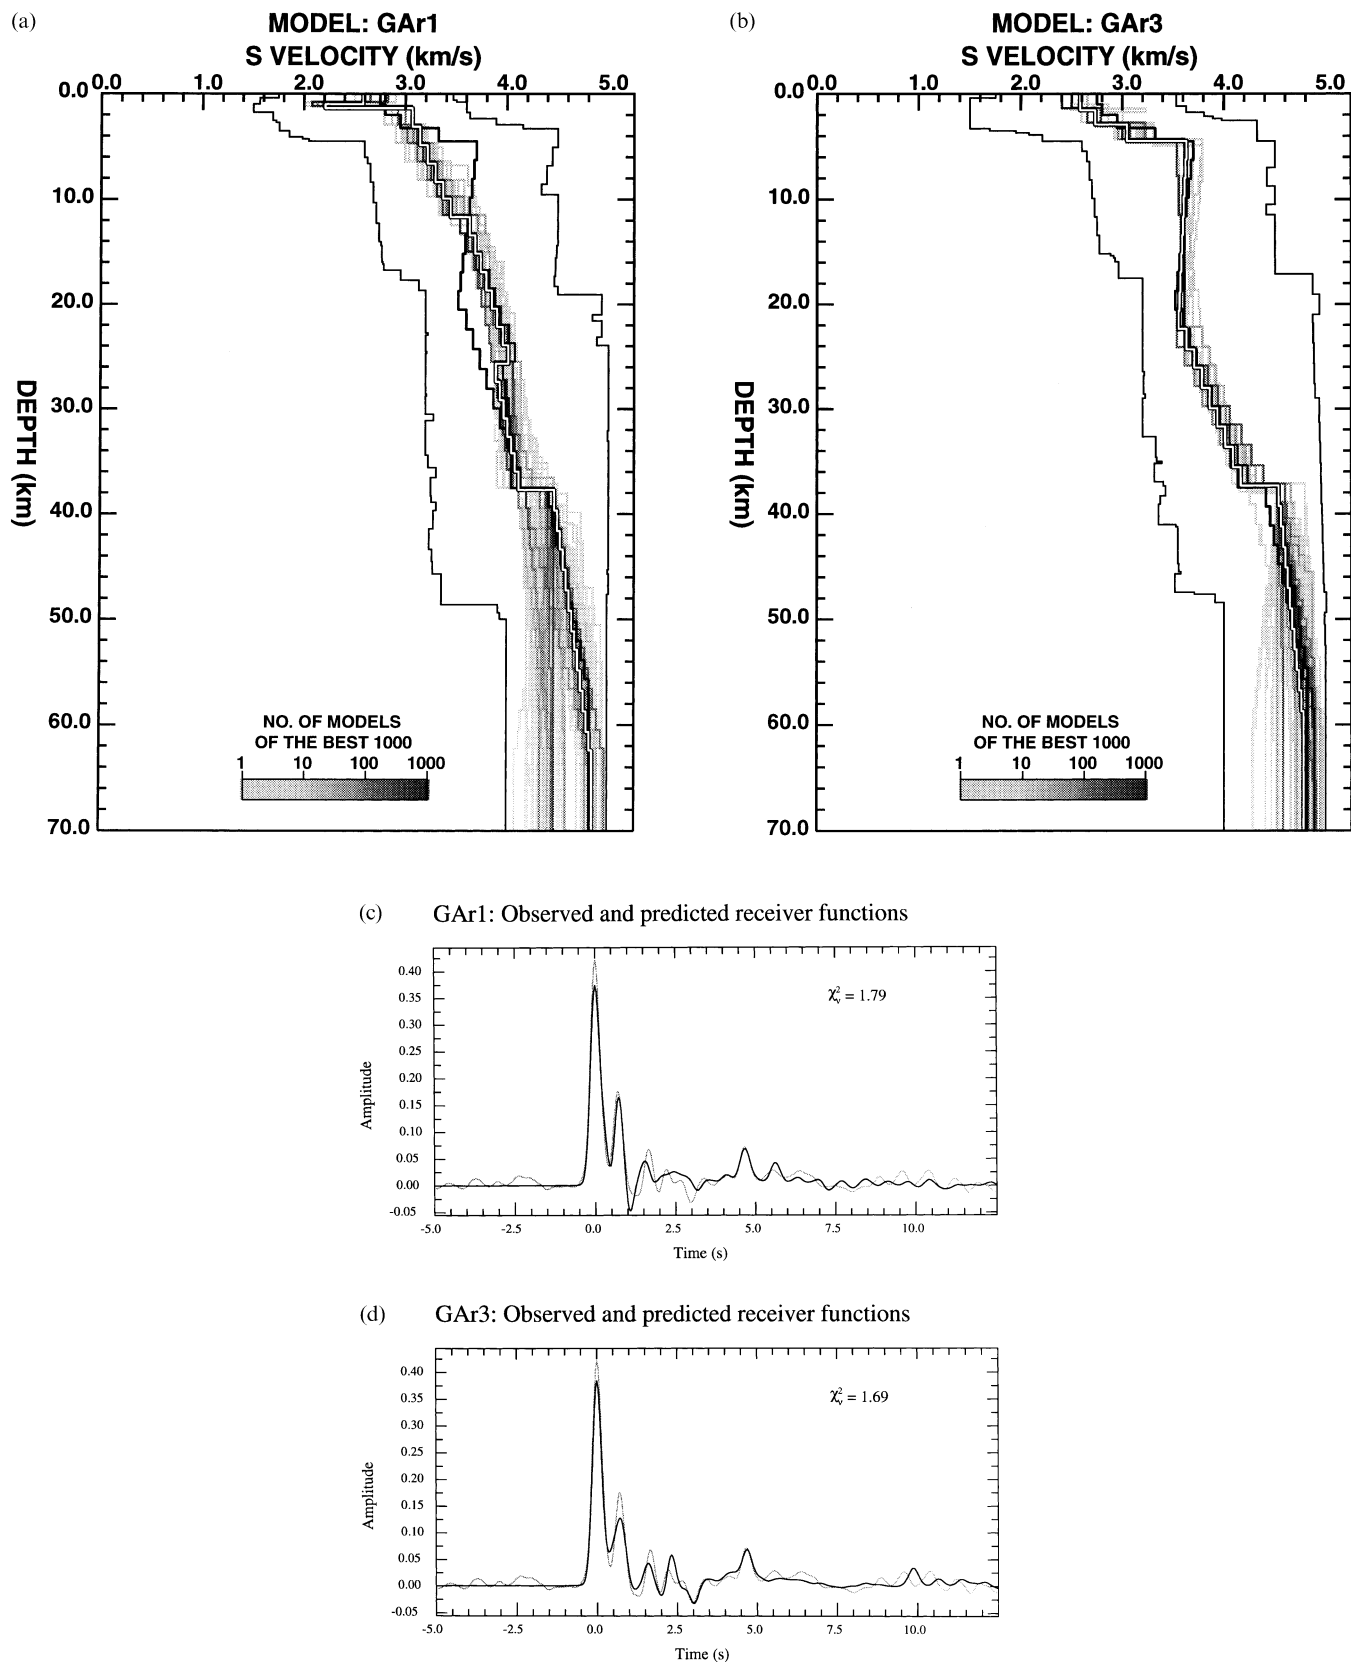 (a)
MODEL: GAr1
S VELOCITY (km/s)
0.0 1.0 2.0 3.0 4.0 5.0
0.0
10.0
20.0
30.0
40.0
50.0
60.0
70.0
DEPTH (km)
NO. OF MODELS
OF THE BEST 1000
1 10 100 1000
(b)
MODEL: GAr3
S VELOCITY (km/s)
0.0 1.0 2.0 3.0 4.0 5.0
0.0
10.0
20.0
30.0
40.0
50.0
60.0
70.0
DEPTH (km)
NO. OF MODELS
OF THE BEST 1000
1 10 100 1000
(c) GAr1: Observed and predicted receiver functions
χ²ᵥ = 1.79
0.40
0.35
0.30
0.25
0.20
0.15
0.10
0.05
0.00
-0.05
Amplitude
-5.0 -2.5 0.0 2.5 5.0 7.5 10.0
Time (s)
(d) GAr3: Observed and predicted receiver functions
χ²ᵥ = 1.69
0.40
0.35
0.30
0.25
0.20
0.15
0.10
0.05
0.00
-0.05
Amplitude
-5.0 -2.5 0.0 2.5 5.0 7.5 10.0
Time (s)